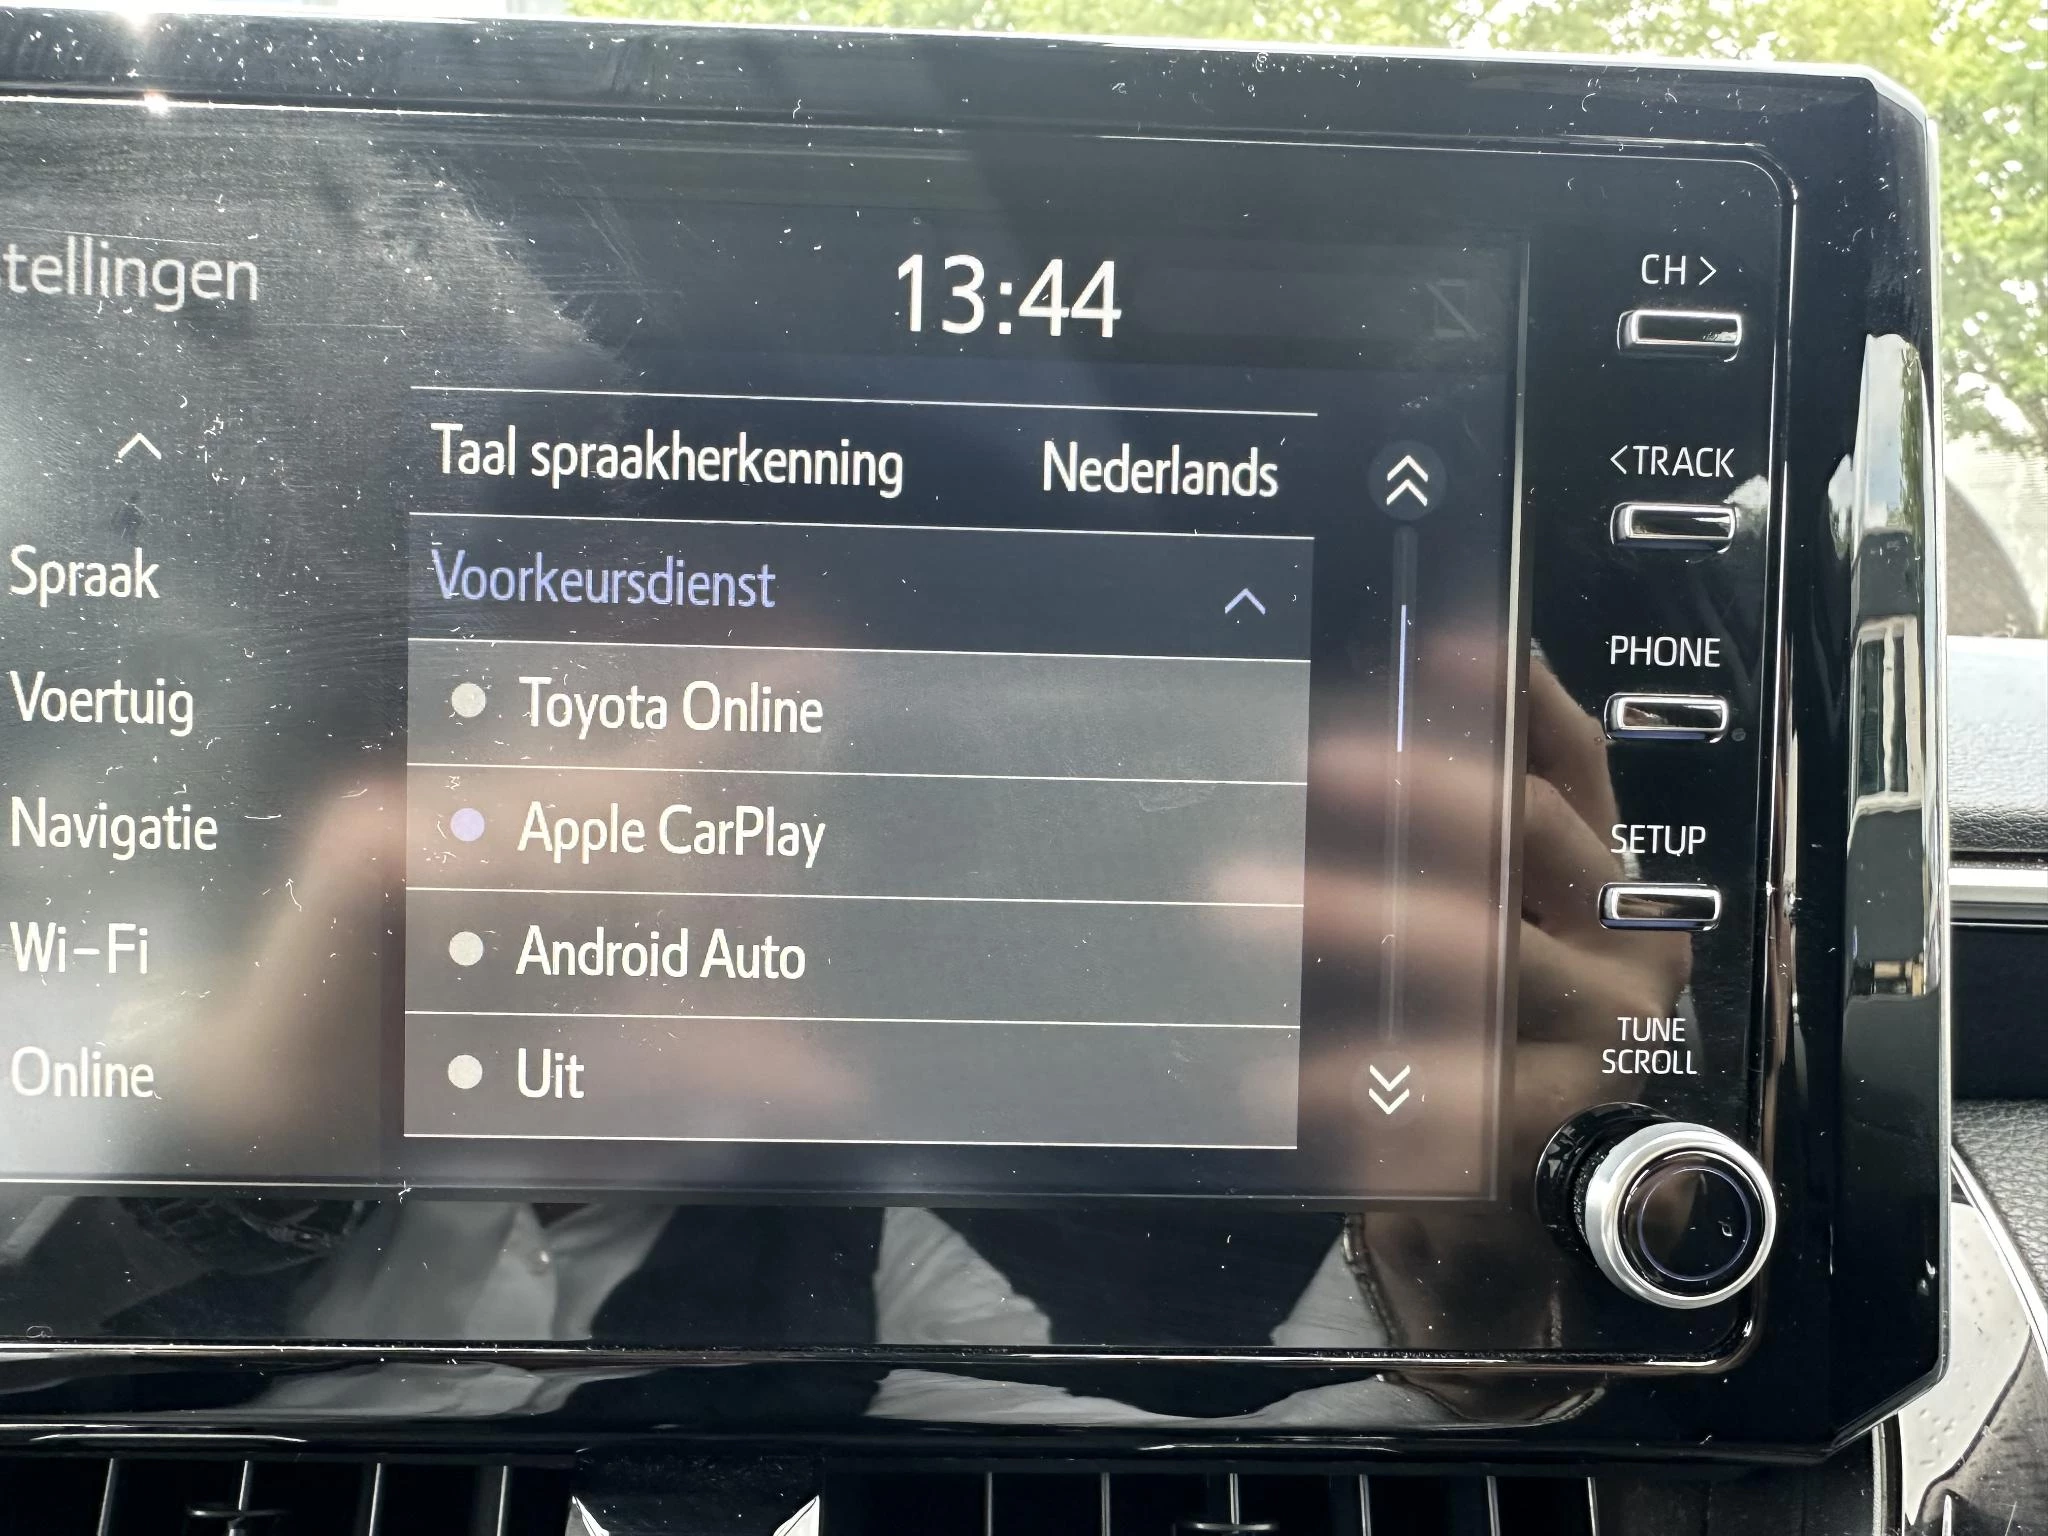 stellingen
13:44
Spraak
Voertuig
Navigatie
Wi-Fi
Online
Taal spraakherkenning Nederlands
Voorkeursdienst
Toyota Online
Apple CarPlay
Android Auto
Uit
CH >
<TRACK
PHONE
SETUP
TUNE
SCROLL